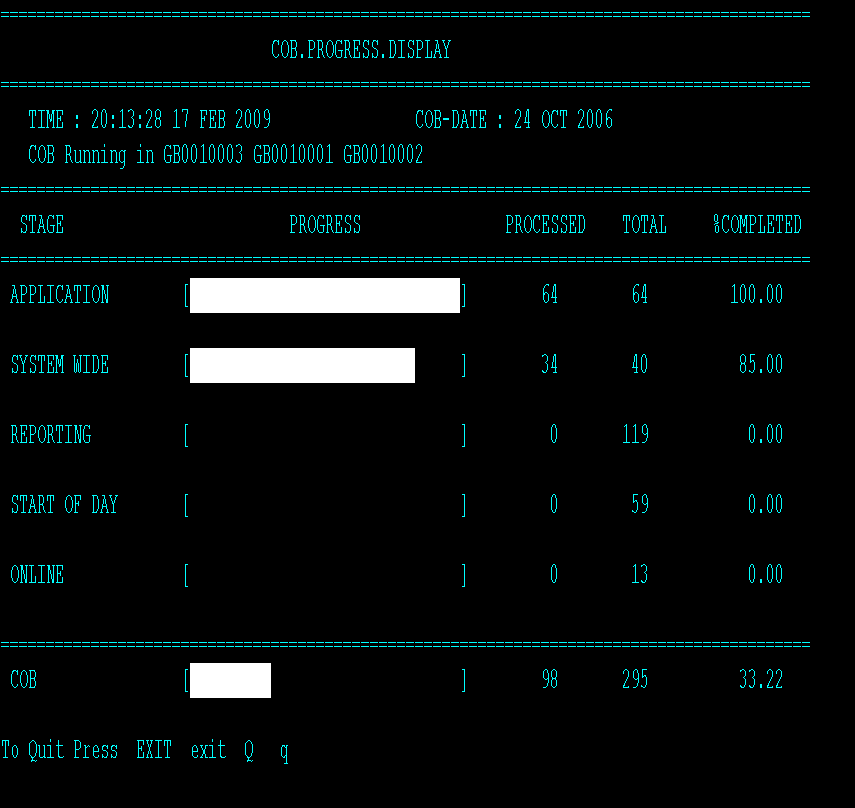 ==========================================================================================
COB.PROGRESS.DISPLAY
==========================================================================================
TIME : 20:13:28 17 FEB 2009 COB-DATE : 24 OCT 2006
COB Running in GB0010003 GB0010001 GB0010002
==========================================================================================
STAGE PROGRESS PROCESSED TOTAL %COMPLETED
==========================================================================================
APPLICATION [ ] 64 64 100.00
SYSTEM WIDE [ ] 34 40 85.00
REPORTING [ ] 0 119 0.00
START OF DAY [ ] 0 59 0.00
ONLINE [ ] 0 13 0.00
==========================================================================================
COB [ ] 98 295 33.22
To Quit Press EXIT exit Q q